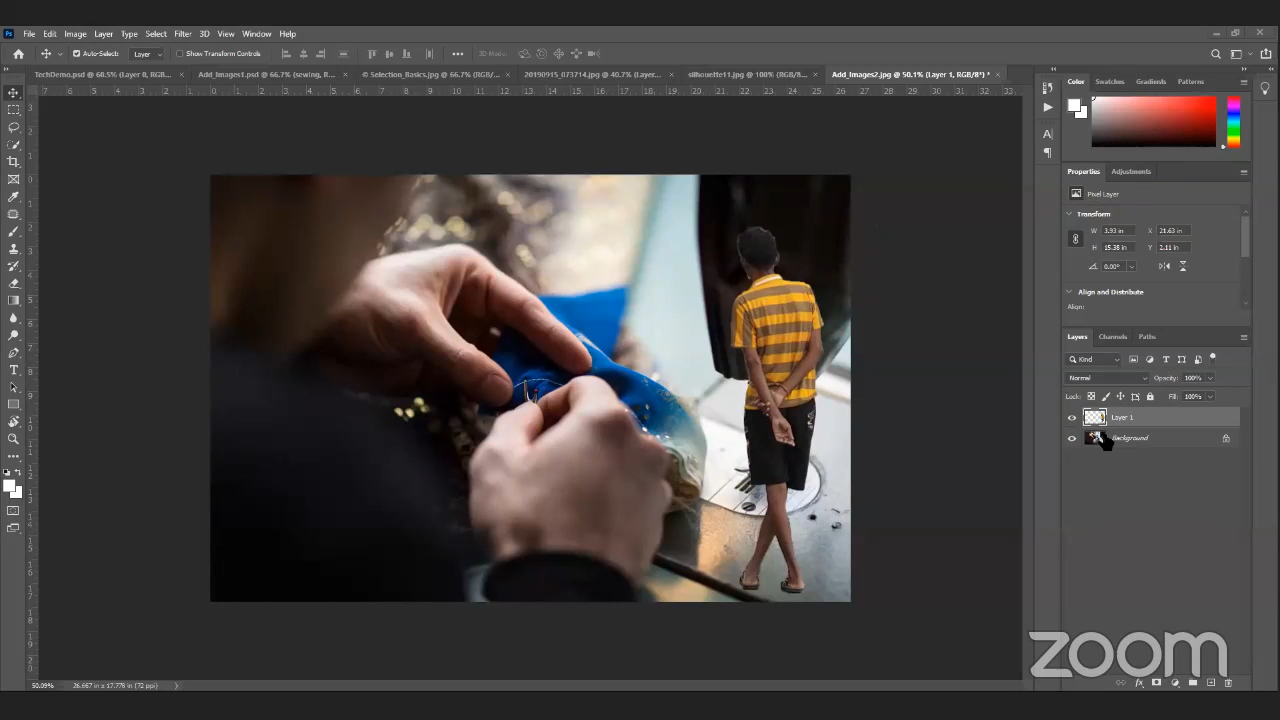 Ps File Edit Image Layer Type Select Filter 3D View Window Help
Auto-Select: Layer Show Transform Controls 3D Mode:
TechDemo.psd @ 60.5% (Layer 0, RGB... Add_Images1.psd @ 66.7% (sewing, R... © Selection_Basics.jpg @ 66.7% (RGB/... 20190915_073714.jpg @ 40.7% (Layer... silhouette11.jpg @ 100% (RGB/8... Add_Images2.jpg @ 50.1% (Layer 1, RGB/8*) *
Color Swatches Gradients Patterns
Properties Adjustments
Pixel Layer
Transform
W 3.93 in X 21.63 in
H 15.38 in Y 2.11 in
0.00°
Align and Distribute
Align:
Layers Channels Paths
Kind
Normal Opacity: 100%
Lock: Fill: 100%
Layer 1
Background
zoom
50.09% 26.667 in x 17.778 in (72 ppi)